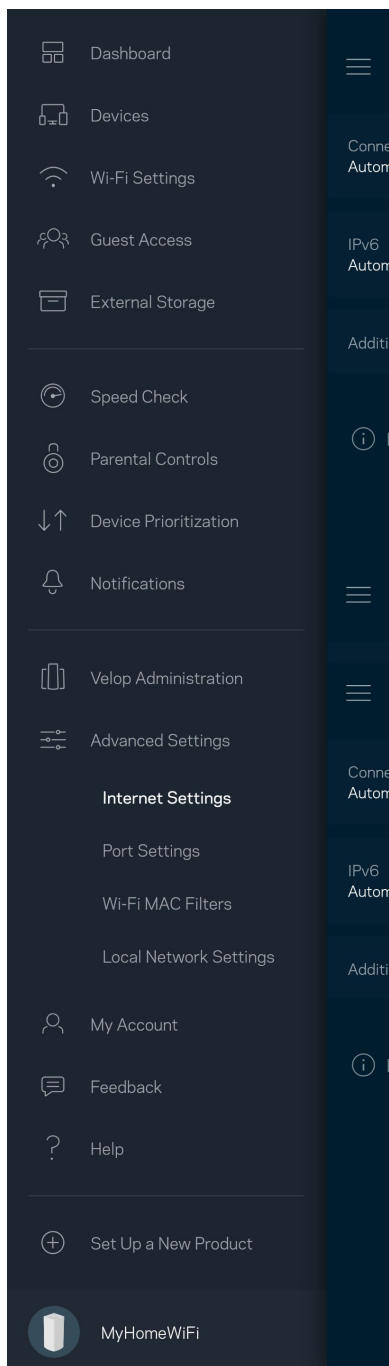 Dashboard
Devices
Wi-Fi Settings
Guest Access
External Storage
Speed Check
Parental Controls
Device Prioritization
Notifications
Velop Administration
Advanced Settings
Internet Settings
Port Settings
Wi-Fi MAC Filters
Local Network Settings
My Account
Feedback
Help
Set Up a New Product
MyHomeWiFi
IPv6
IPv6